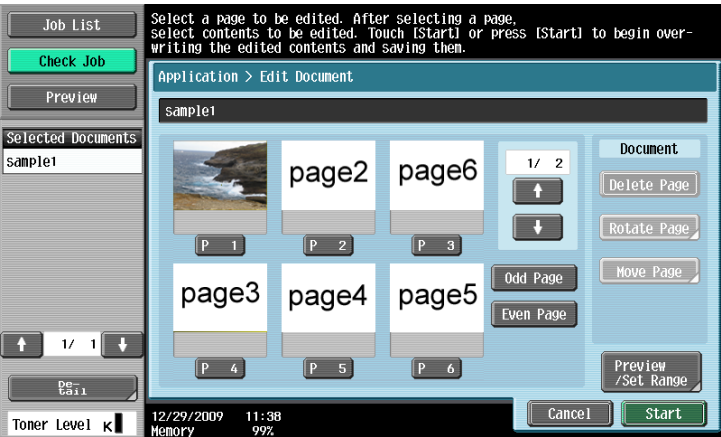 Job List
Check Job
Preview
Selected Documents
sample1
1/ 1
De-
tail
Toner Level K
Select a page to be edited. After selecting a page,
select contents to be edited. Touch [Start] or press [Start] to begin over-
writing the edited contents and saving them.
Application > Edit Document
sample1
page2
page6
P 1
P 2
P 3
page3
page4
page5
P 4
P 5
P 6
1/ 2
Odd Page
Even Page
Document
Delete Page
Rotate Page
Move Page
Preview
/Set Range
12/29/2009 11:38
Memory 99%
Cancel
Start